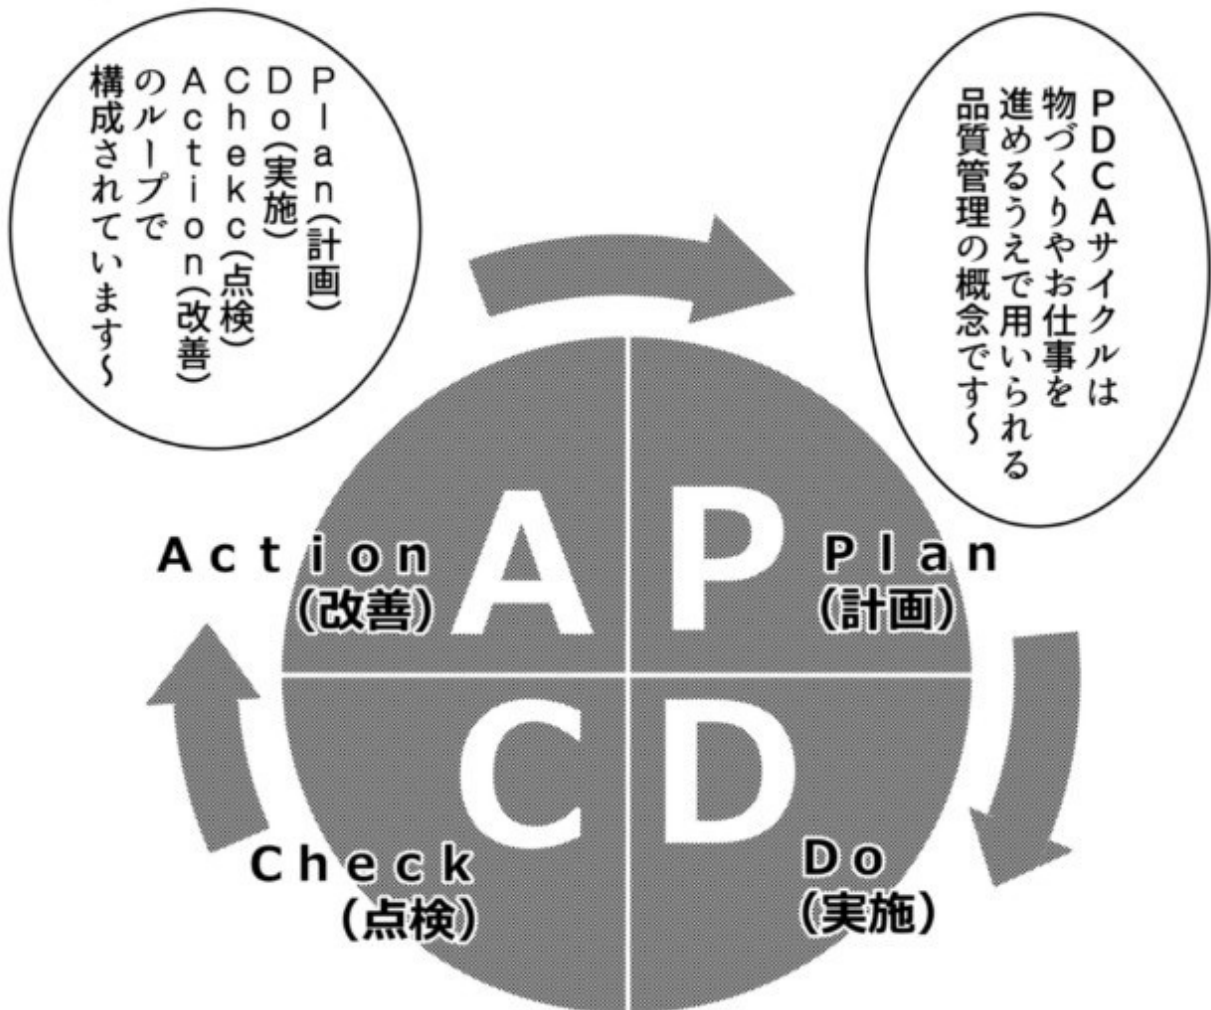 PDCAサイクルは
物づくりやお仕事を
進めるうえで用いられる
品質管理の概念です～
Plan(計画)
Do(実施)
Chekc(点検)
Action(改善)
のループで
構成されています～
A
P
Action
(改善)
Plan
(計画)
C
D
Check
(点検)
Do
(実施)